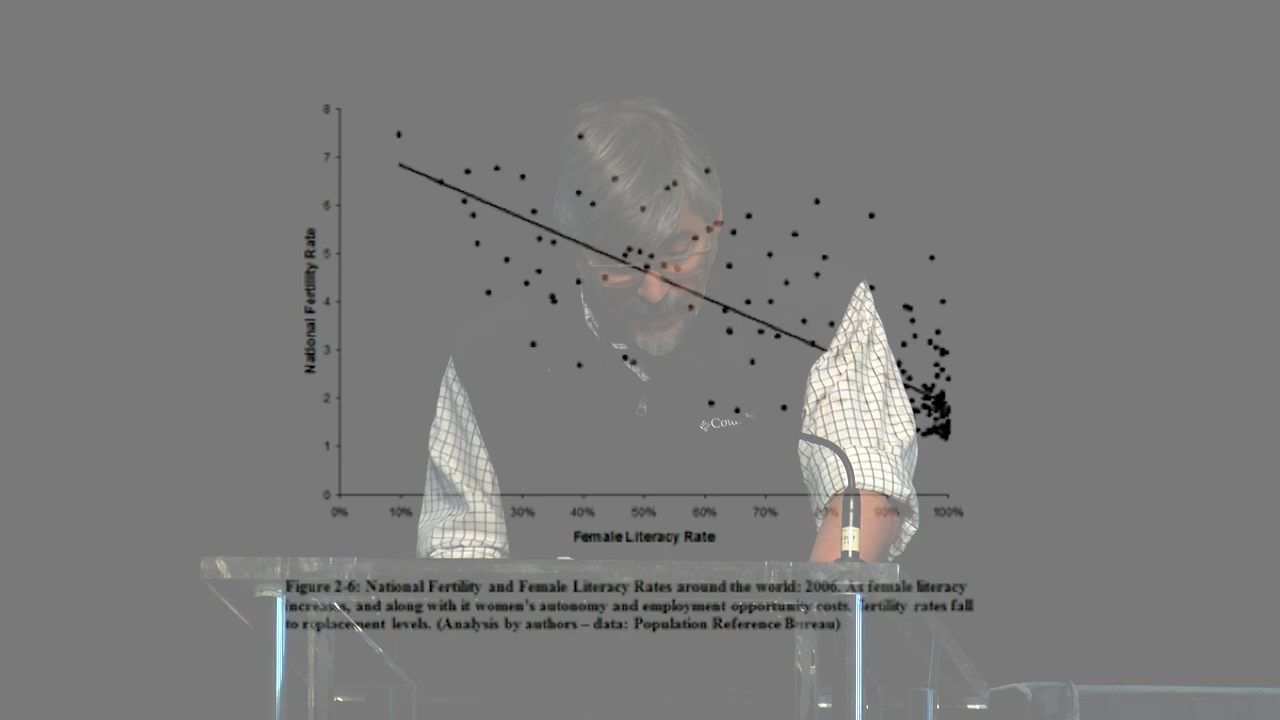 8
7
6
5
4
3
2
1
0
National Fertility Rate
0% 10% 30% 40% 50% 60% 70% 90% 100%
Female Literacy Rate
Figure 2-6: National Fertility and Female Literacy Rates around the world: 2006. As female literacy
increases, and along with it women's autonomy and employment opportunity costs, fertility rates fall
to replacement levels. (Analysis by authors – data: Population Reference Bureau)